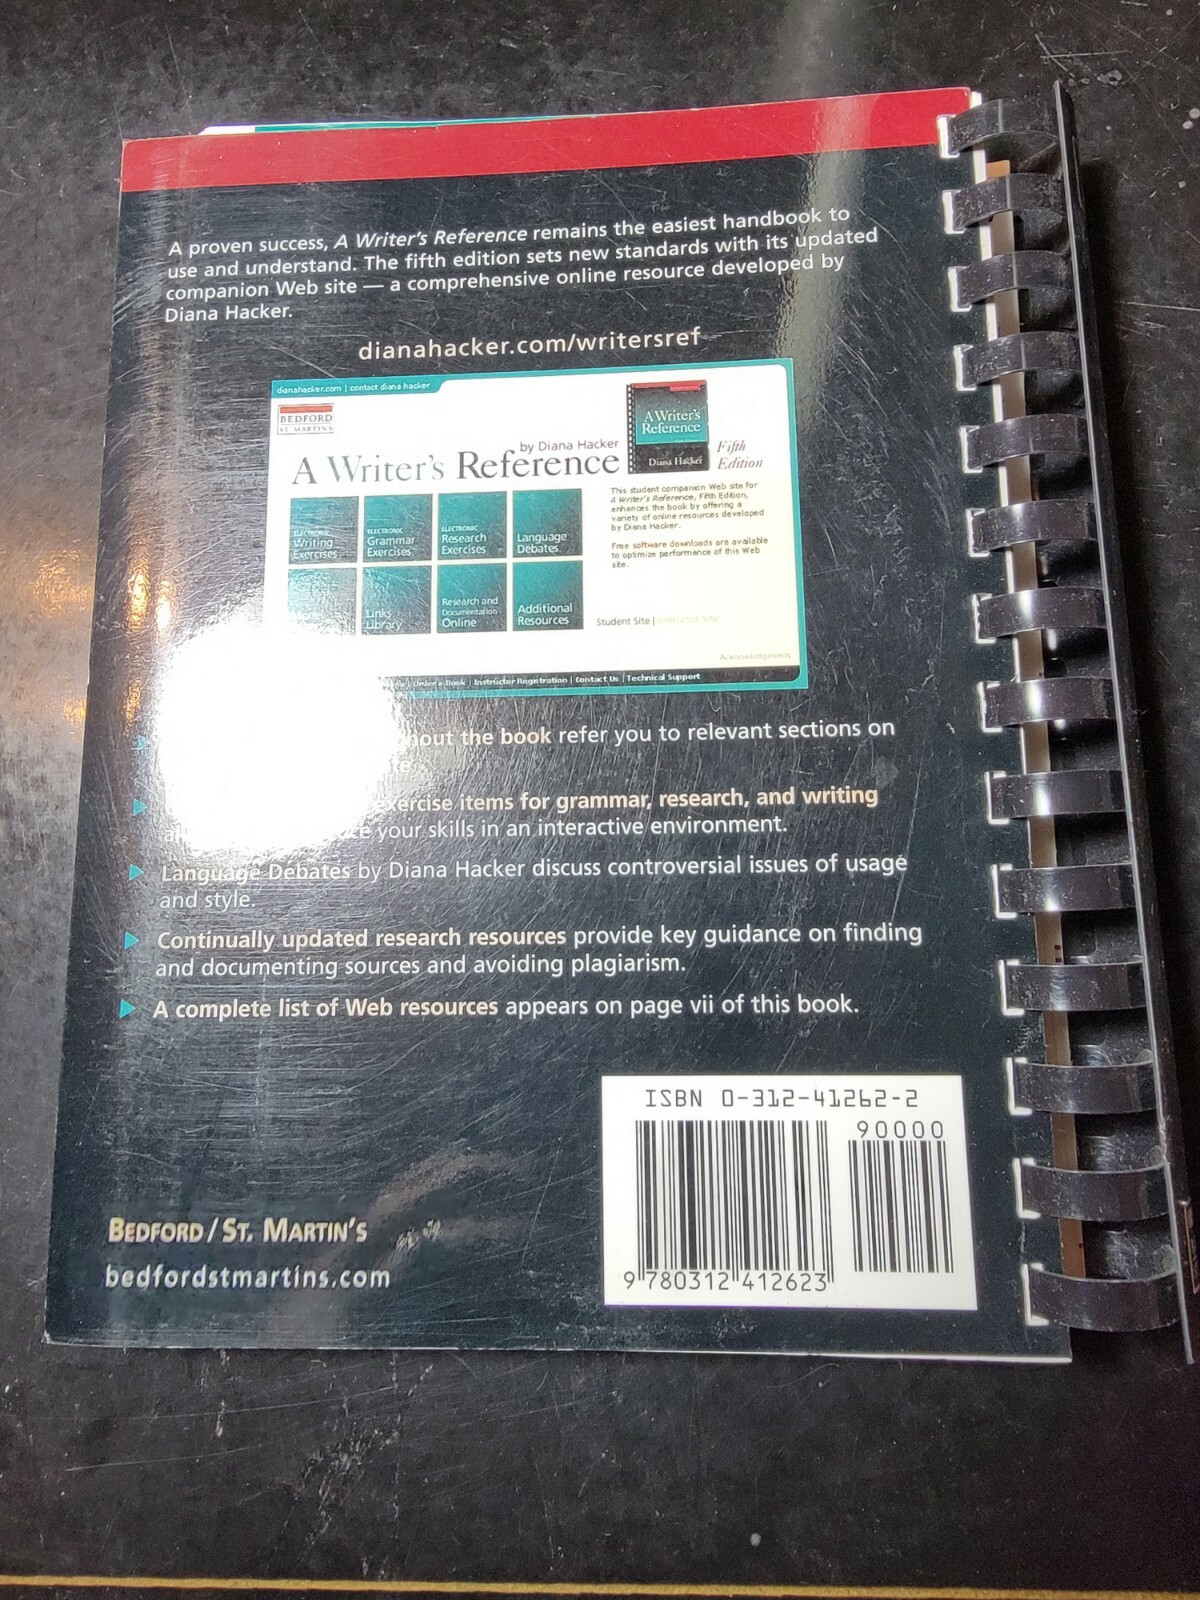 A proven success, A Writer's Reference remains the easiest handbook to
use and understand. The fifth edition sets new standards with its updated
companion Web site — a comprehensive online resource developed by
Diana Hacker.
dianahacker.com/writersref
dianahacker.com | contact diana hacker
BEDFORD
ST. MARTIN'S
by Diana Hacker
A Writer's Reference
A Writer's
Reference
Diana Hacker
Fifth
Edition
This student companion Web site for
A Writer's Reference, Fifth Edition,
enhances the book by offering a
variety of online resources developed
by Diana Hacker.
Free software downloads are available
to optimize performance of this Web
site.
ELECTRONIC
Writing
Exercises
ELECTRONIC
Grammar
Exercises
ELECTRONIC
Research
Exercises
Language
Debates
Links
Library
Research and
Documentation
Online
Additional
Resources
Student Site | Instructor Site
Acknowledgments
Order a Book | Instructor Registration | Contact Us | Technical Support
the book refer you to relevant sections on
exercise items for grammar, research, and writing
your skills in an interactive environment.
Language Debates by Diana Hacker discuss controversial issues of usage
and style.
Continually updated research resources provide key guidance on finding
and documenting sources and avoiding plagiarism.
A complete list of Web resources appears on page vii of this book.
BEDFORD / ST. MARTIN'S
bedfordstmartins.com
ISBN 0-312-41262-2
90000
9 780312 412623